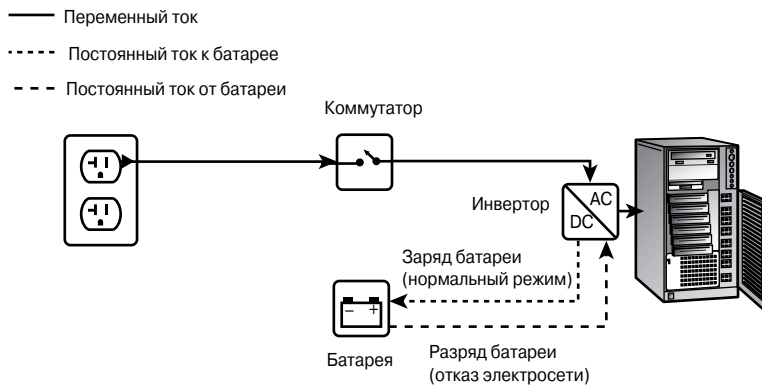 Переменный ток
Постоянный ток к батарее
Постоянный ток от батареи
Коммутатор
Инвертор
AC
DC
Заряд батареи
(нормальный режим)
– +
Батарея
Разряд батареи
(отказ электросети)